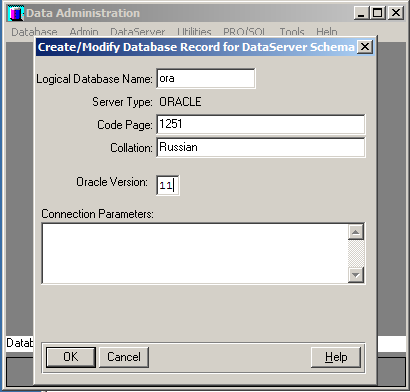 Data Administration
Database Admin DataServer Utilities PRO/SQL Tools Help
Create/Modify Database Record for DataServer Schema
Logical Database Name: ora
Server Type: ORACLE
Code Page: 1251
Collation: Russian
Oracle Version: 11
Connection Parameters:
Datab
OK Cancel Help